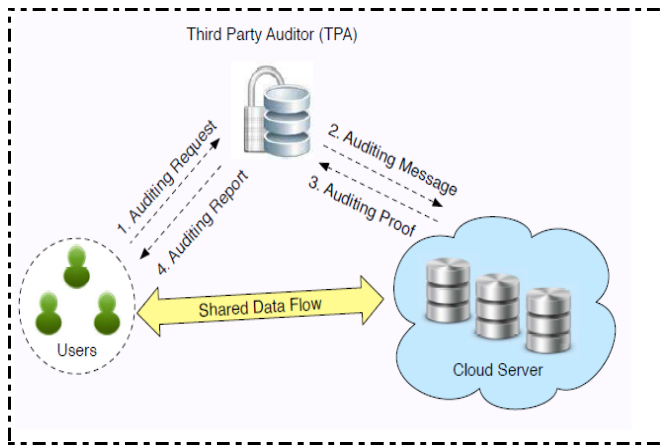 Third Party Auditor (TPA)
1. Auditing Request
2. Auditing Message
3. Auditing Proof
4. Auditing Report
Shared Data Flow
Users
Cloud Server